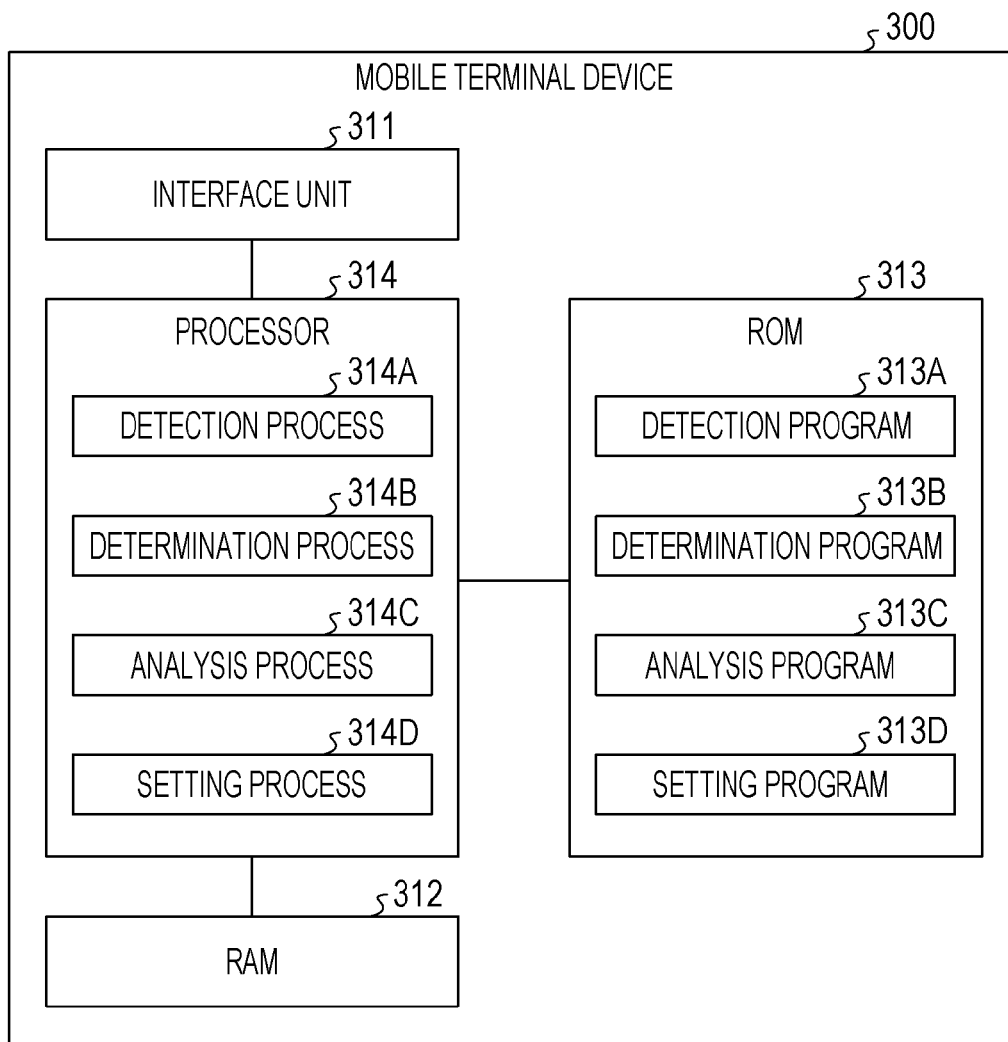 300
MOBILE TERMINAL DEVICE
311
INTERFACE UNIT
314
PROCESSOR
314A
DETECTION PROCESS
314B
DETERMINATION PROCESS
314C
ANALYSIS PROCESS
314D
SETTING PROCESS
313
ROM
313A
DETECTION PROGRAM
313B
DETERMINATION PROGRAM
313C
ANALYSIS PROGRAM
313D
SETTING PROGRAM
312
RAM